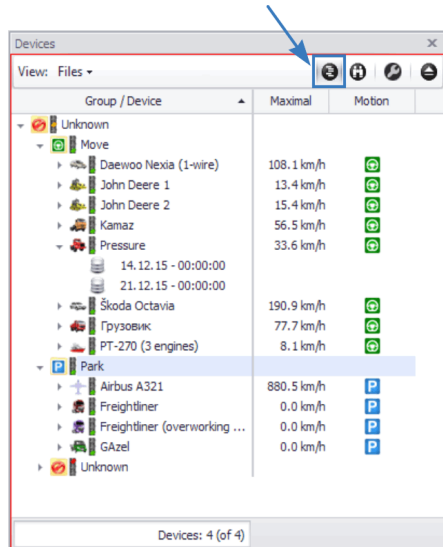 Devices
View: Files
Group / Device Maximal Motion
Unknown
Move
Daewoo Nexia (1-wire) 108.1 km/h
John Deere 1 13.4 km/h
John Deere 2 15.4 km/h
Kamaz 56.5 km/h
Pressure 33.6 km/h
14.12.15 - 00:00:00
21.12.15 - 00:00:00
Škoda Octavia 190.9 km/h
Грузовик 77.7 km/h
PT-270 (3 engines) 8.1 km/h
P Park
Airbus A321 880.5 km/h P
Freightliner 0.0 km/h P
Freightliner (overworking ... 0.0 km/h P
GAzel 0.0 km/h P
Unknown
Devices: 4 (of 4)